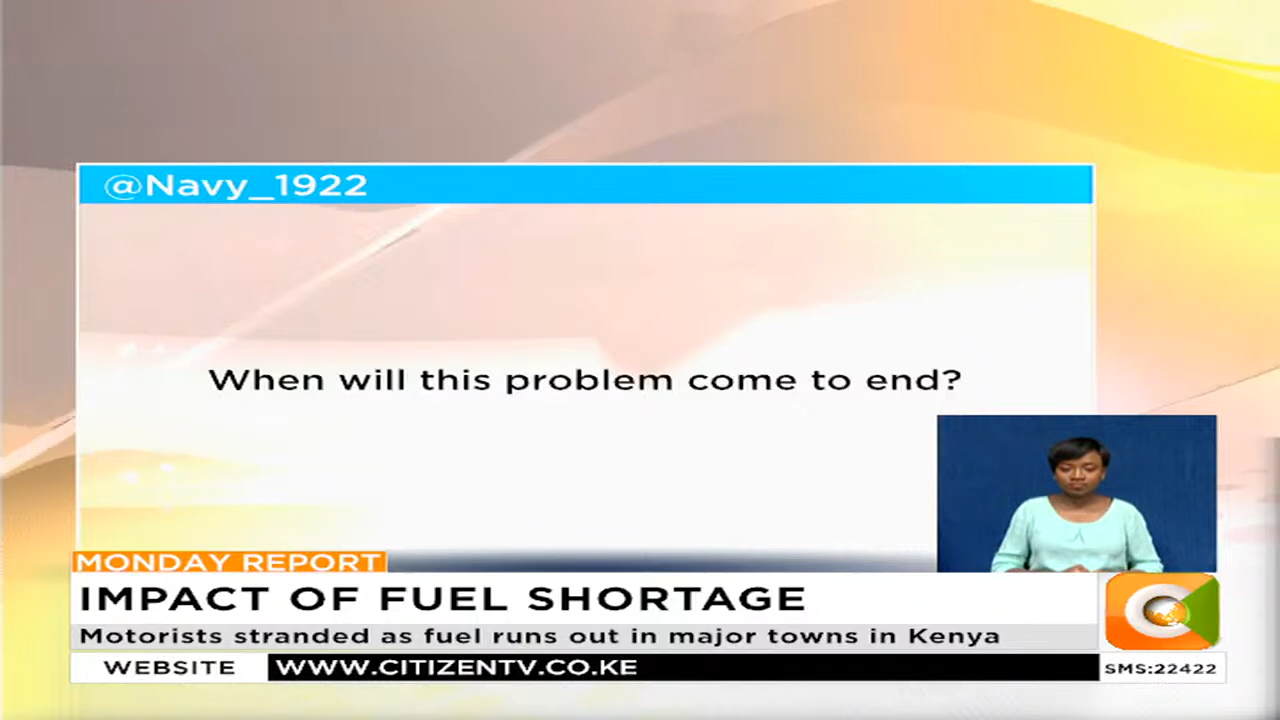 @Navy_1922
When will this problem come to end?
MONDAY REPORT
IMPACT OF FUEL SHORTAGE
Motorists stranded as fuel runs out in major towns in Kenya
WEBSITE WWW.CITIZENTV.CO.KE SMS:22422